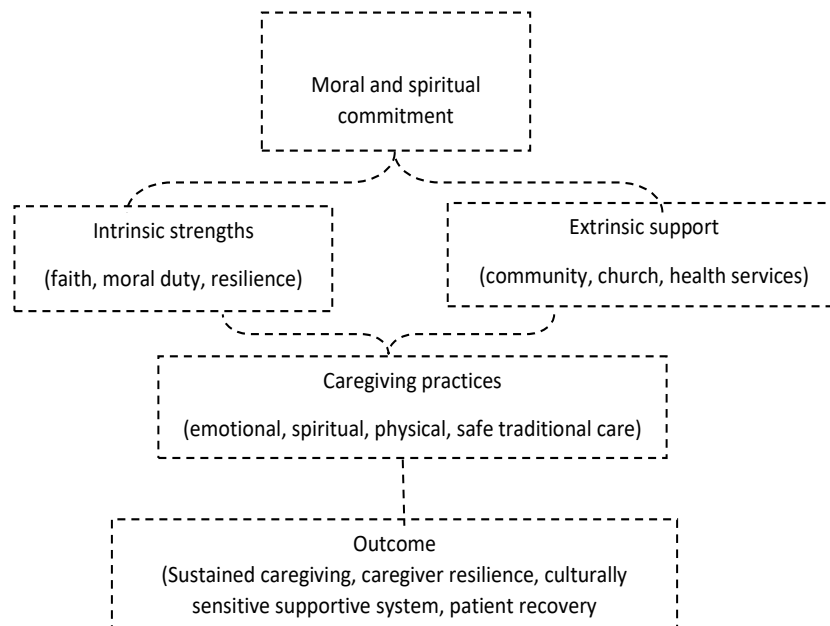 Moral and spiritual
commitment
Intrinsic strengths
(faith, moral duty, resilience)
Extrinsic support
(community, church, health services)
Caregiving practices
(emotional, spiritual, physical, safe traditional care)
Outcome
(Sustained caregiving, caregiver resilience, culturally
sensitive supportive system, patient recovery